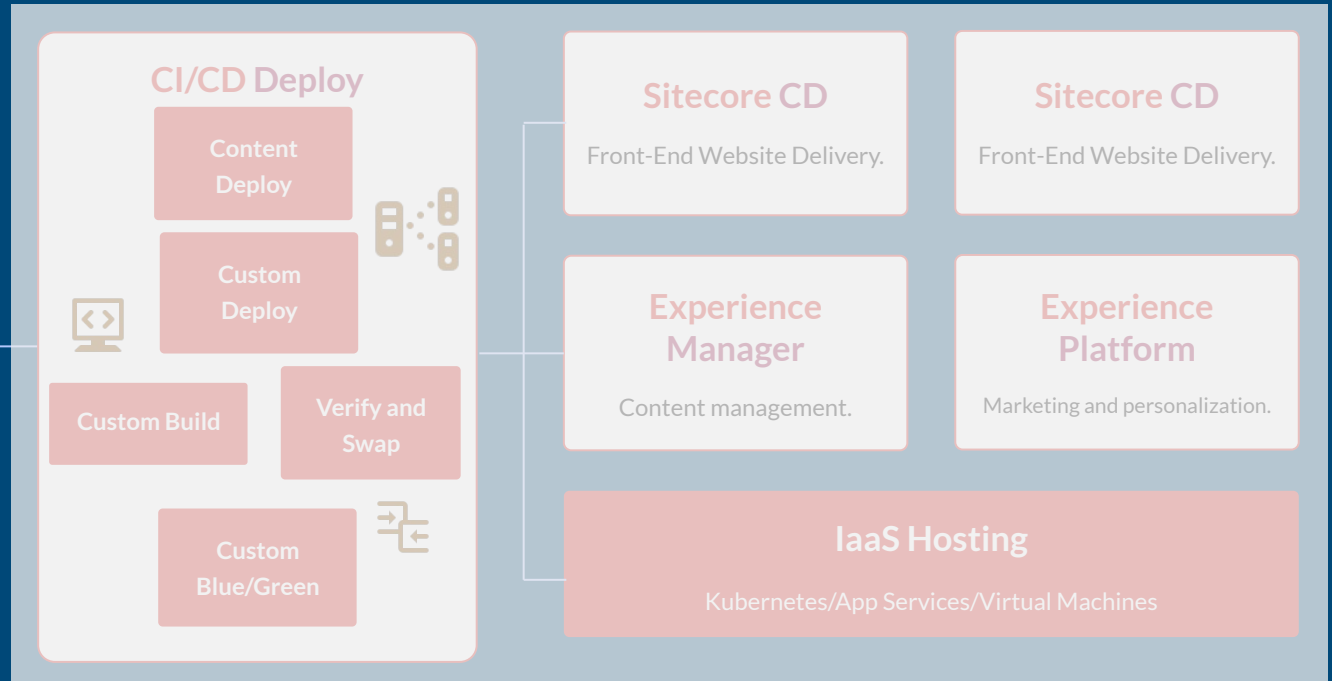 CI/CD Deploy
Content
Deploy
Custom
Deploy
Custom Build
Verify and
Swap
Custom
Blue/Green
Sitecore CD
Front-End Website Delivery.
Sitecore CD
Front-End Website Delivery.
Experience
Manager
Content management.
Experience
Platform
Marketing and personalization.
IaaS Hosting
Kubernetes/App Services/Virtual Machines